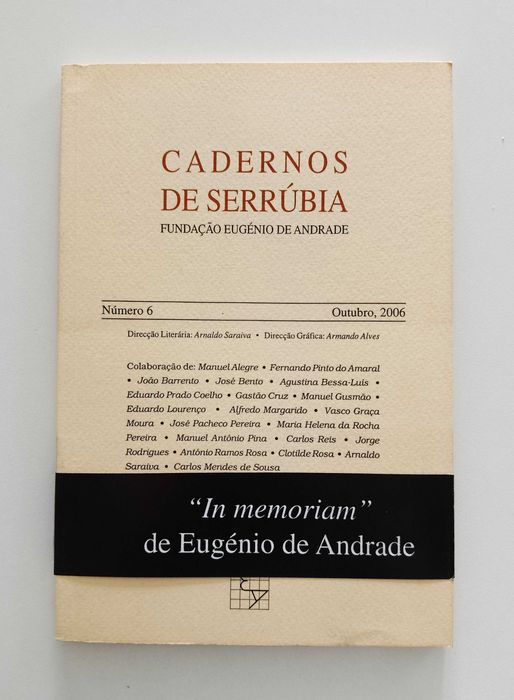 CADERNOS
DE SERRÚBIA
FUNDAÇÃO EUGÉNIO DE ANDRADE
Número 6 Outubro, 2006
Direcção Literária: Arnaldo Saraiva • Direcção Gráfica: Armando Alves
Colaboração de: Manuel Alegre • Fernando Pinto do Amaral
• João Barrento • José Bento • Agustina Bessa-Luís •
Eduardo Prado Coelho • Gastão Cruz • Manuel Gusmão •
Eduardo Lourenço • Alfredo Margarido • Vasco Graça
Moura • José Pacheco Pereira • Maria Helena da Rocha
Pereira • Manuel António Pina • Carlos Reis • Jorge
Rodrigues • António Ramos Rosa • Clotilde Rosa • Arnaldo
Saraiva • Carlos Mendes de Sousa
“In memoriam”
de Eugénio de Andrade